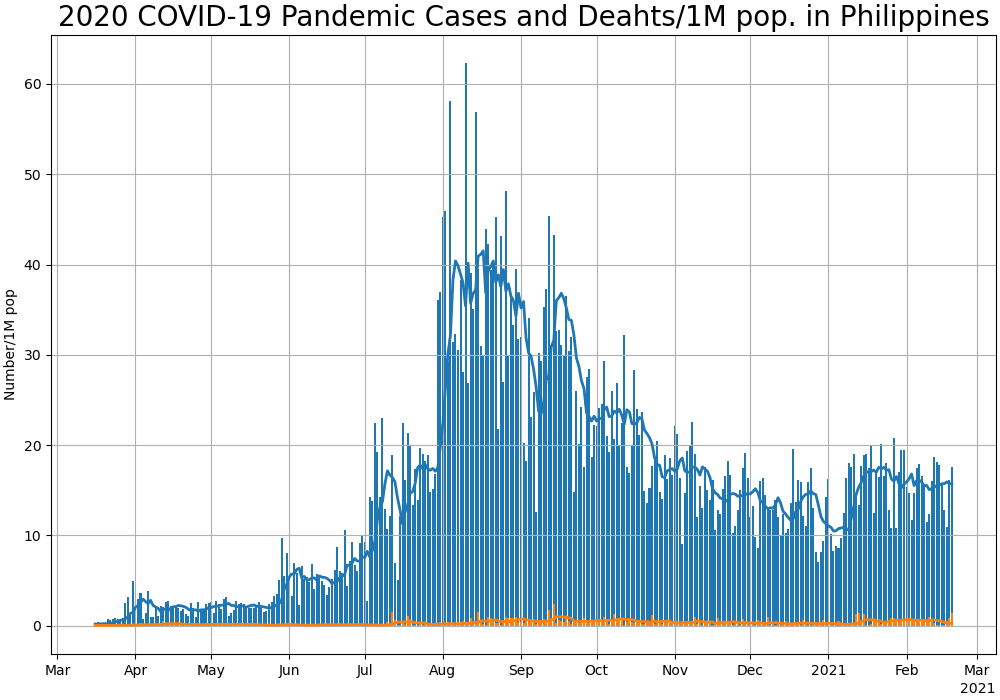 2020 COVID-19 Pandemic Cases and Deahts/1M pop. in Philippines
Number/1M pop
60
50
40
30
20
10
0
Mar Apr May Jun Jul Aug Sep Oct Nov Dec 2021 Feb Mar
2021